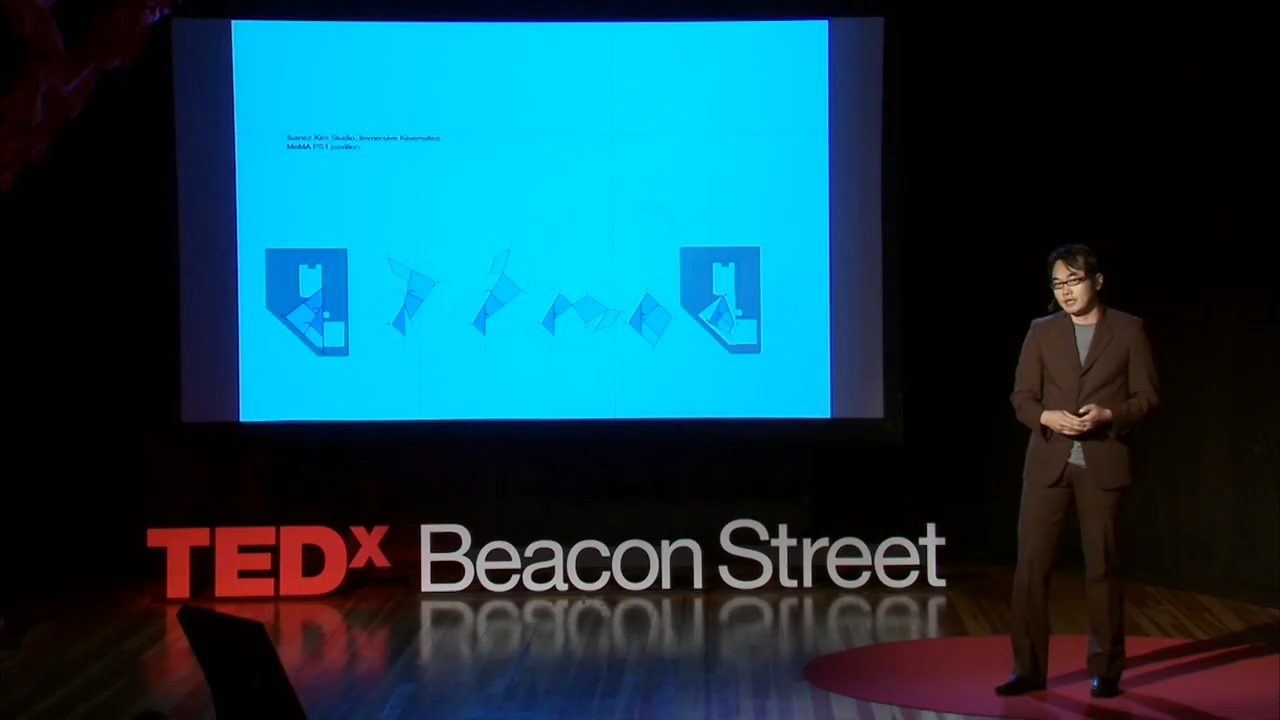 Ibanez Kim Studio, Immersive Kinematics
MoMA PS1 pavilion
TEDx Beacon Street